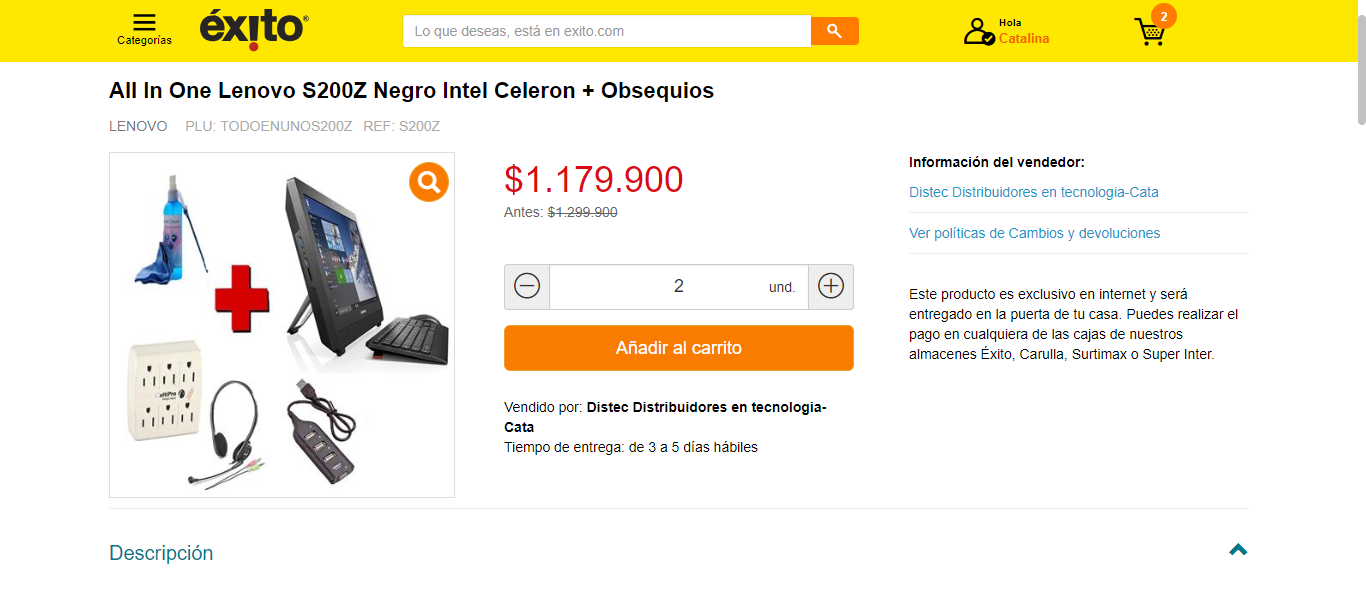 Categorías
éxito®
Lo que deseas, está en exito.com
Hola
Catalina
2
All In One Lenovo S200Z Negro Intel Celeron + Obsequios
LENOVO PLU: TODOENUNOS200Z REF: S200Z
$1.179.900
Antes: $1.299.900
2 und.
Añadir al carrito
Vendido por: Distec Distribuidores en tecnologia-
Cata
Tiempo de entrega: de 3 a 5 días hábiles
Información del vendedor:
Distec Distribuidores en tecnologia-Cata
Ver políticas de Cambios y devoluciones
Este producto es exclusivo en internet y será
entregado en la puerta de tu casa. Puedes realizar el
pago en cualquiera de las cajas de nuestros
almacenes Éxito, Carulla, Surtimax o Super Inter.
Descripción